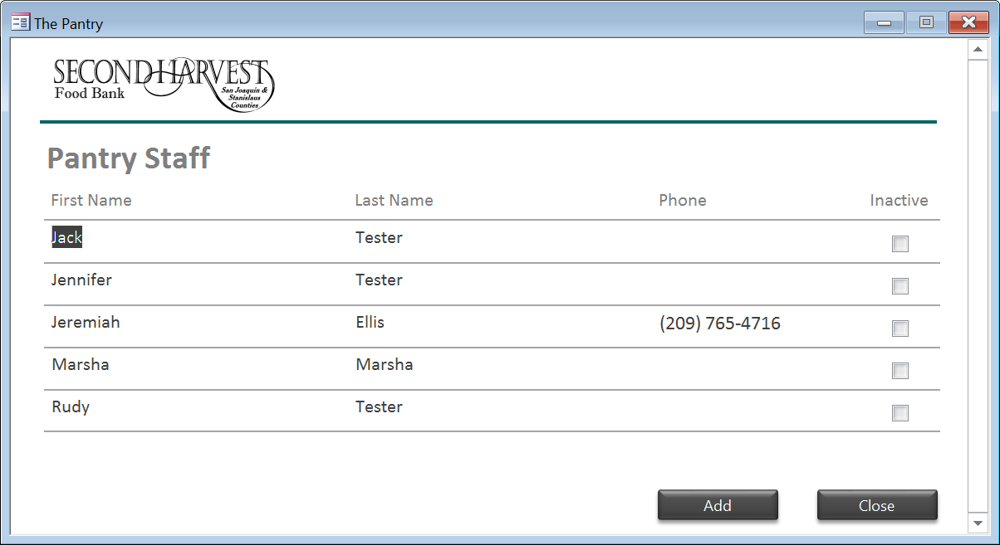 The Pantry
SECOND HARVEST
Food Bank
San Joaquin &
Stanislaus
Counties
Pantry Staff
First Name Last Name Phone Inactive
Jack Tester
Jennifer Tester
Jeremiah Ellis (209) 765-4716
Marsha Marsha
Rudy Tester
Add Close